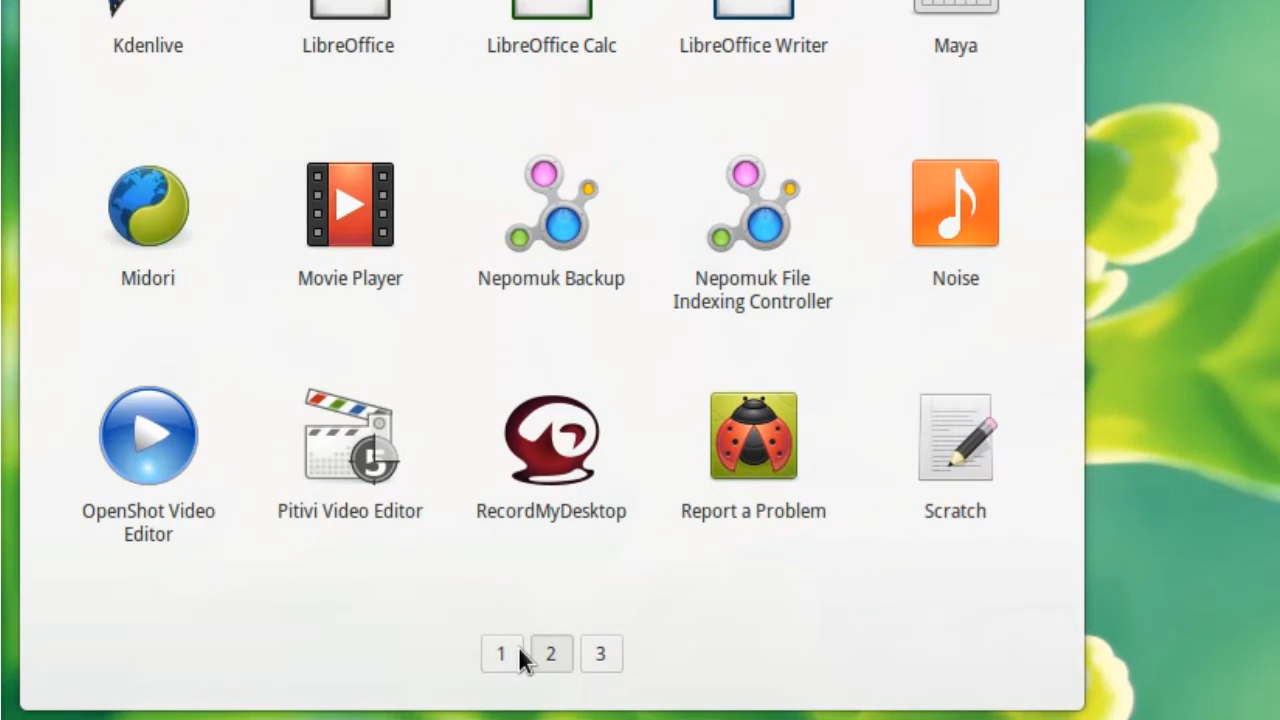 Kdenlive
LibreOffice
LibreOffice Calc
LibreOffice Writer
Maya
Midori
Movie Player
Nepomuk Backup
Nepomuk File
Indexing Controller
Noise
OpenShot Video
Editor
Pitivi Video Editor
5
RecordMyDesktop
Report a Problem
Scratch
1
2
3